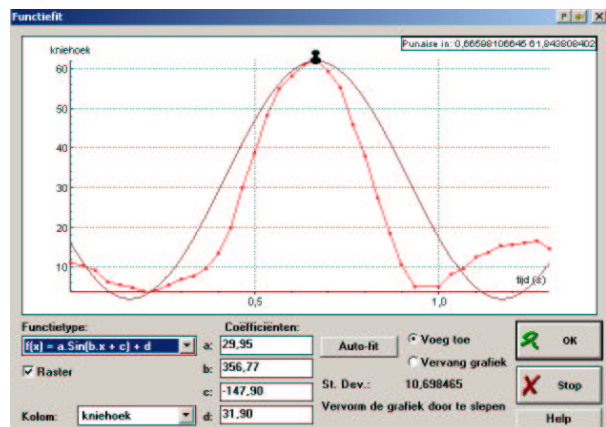 Functiefit
Punaise in: 0,66598106645 61,843808402
kniehoek
60
50
40
30
20
10
0,5
1,0
tijd (s)
Functietype:
f(x) = a.Sin(b.x + c) + d
Raster
Kolom: kniehoek
Coëfficiënten:
a: 29,95
b: 356,77
c: -147,90
d: 31,90
Auto-fit
Voeg toe
Vervang grafiek
St. Dev.: 10,698465
Vervorm de grafiek door te slepen
OK
Stop
Help